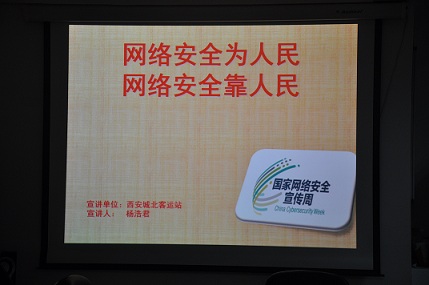 网络安全为人民
网络安全靠人民
国家网络安全
宣传周
China Cybersecurity Week
宣讲单位：西安城北客运站
宣讲人： 杨浩君